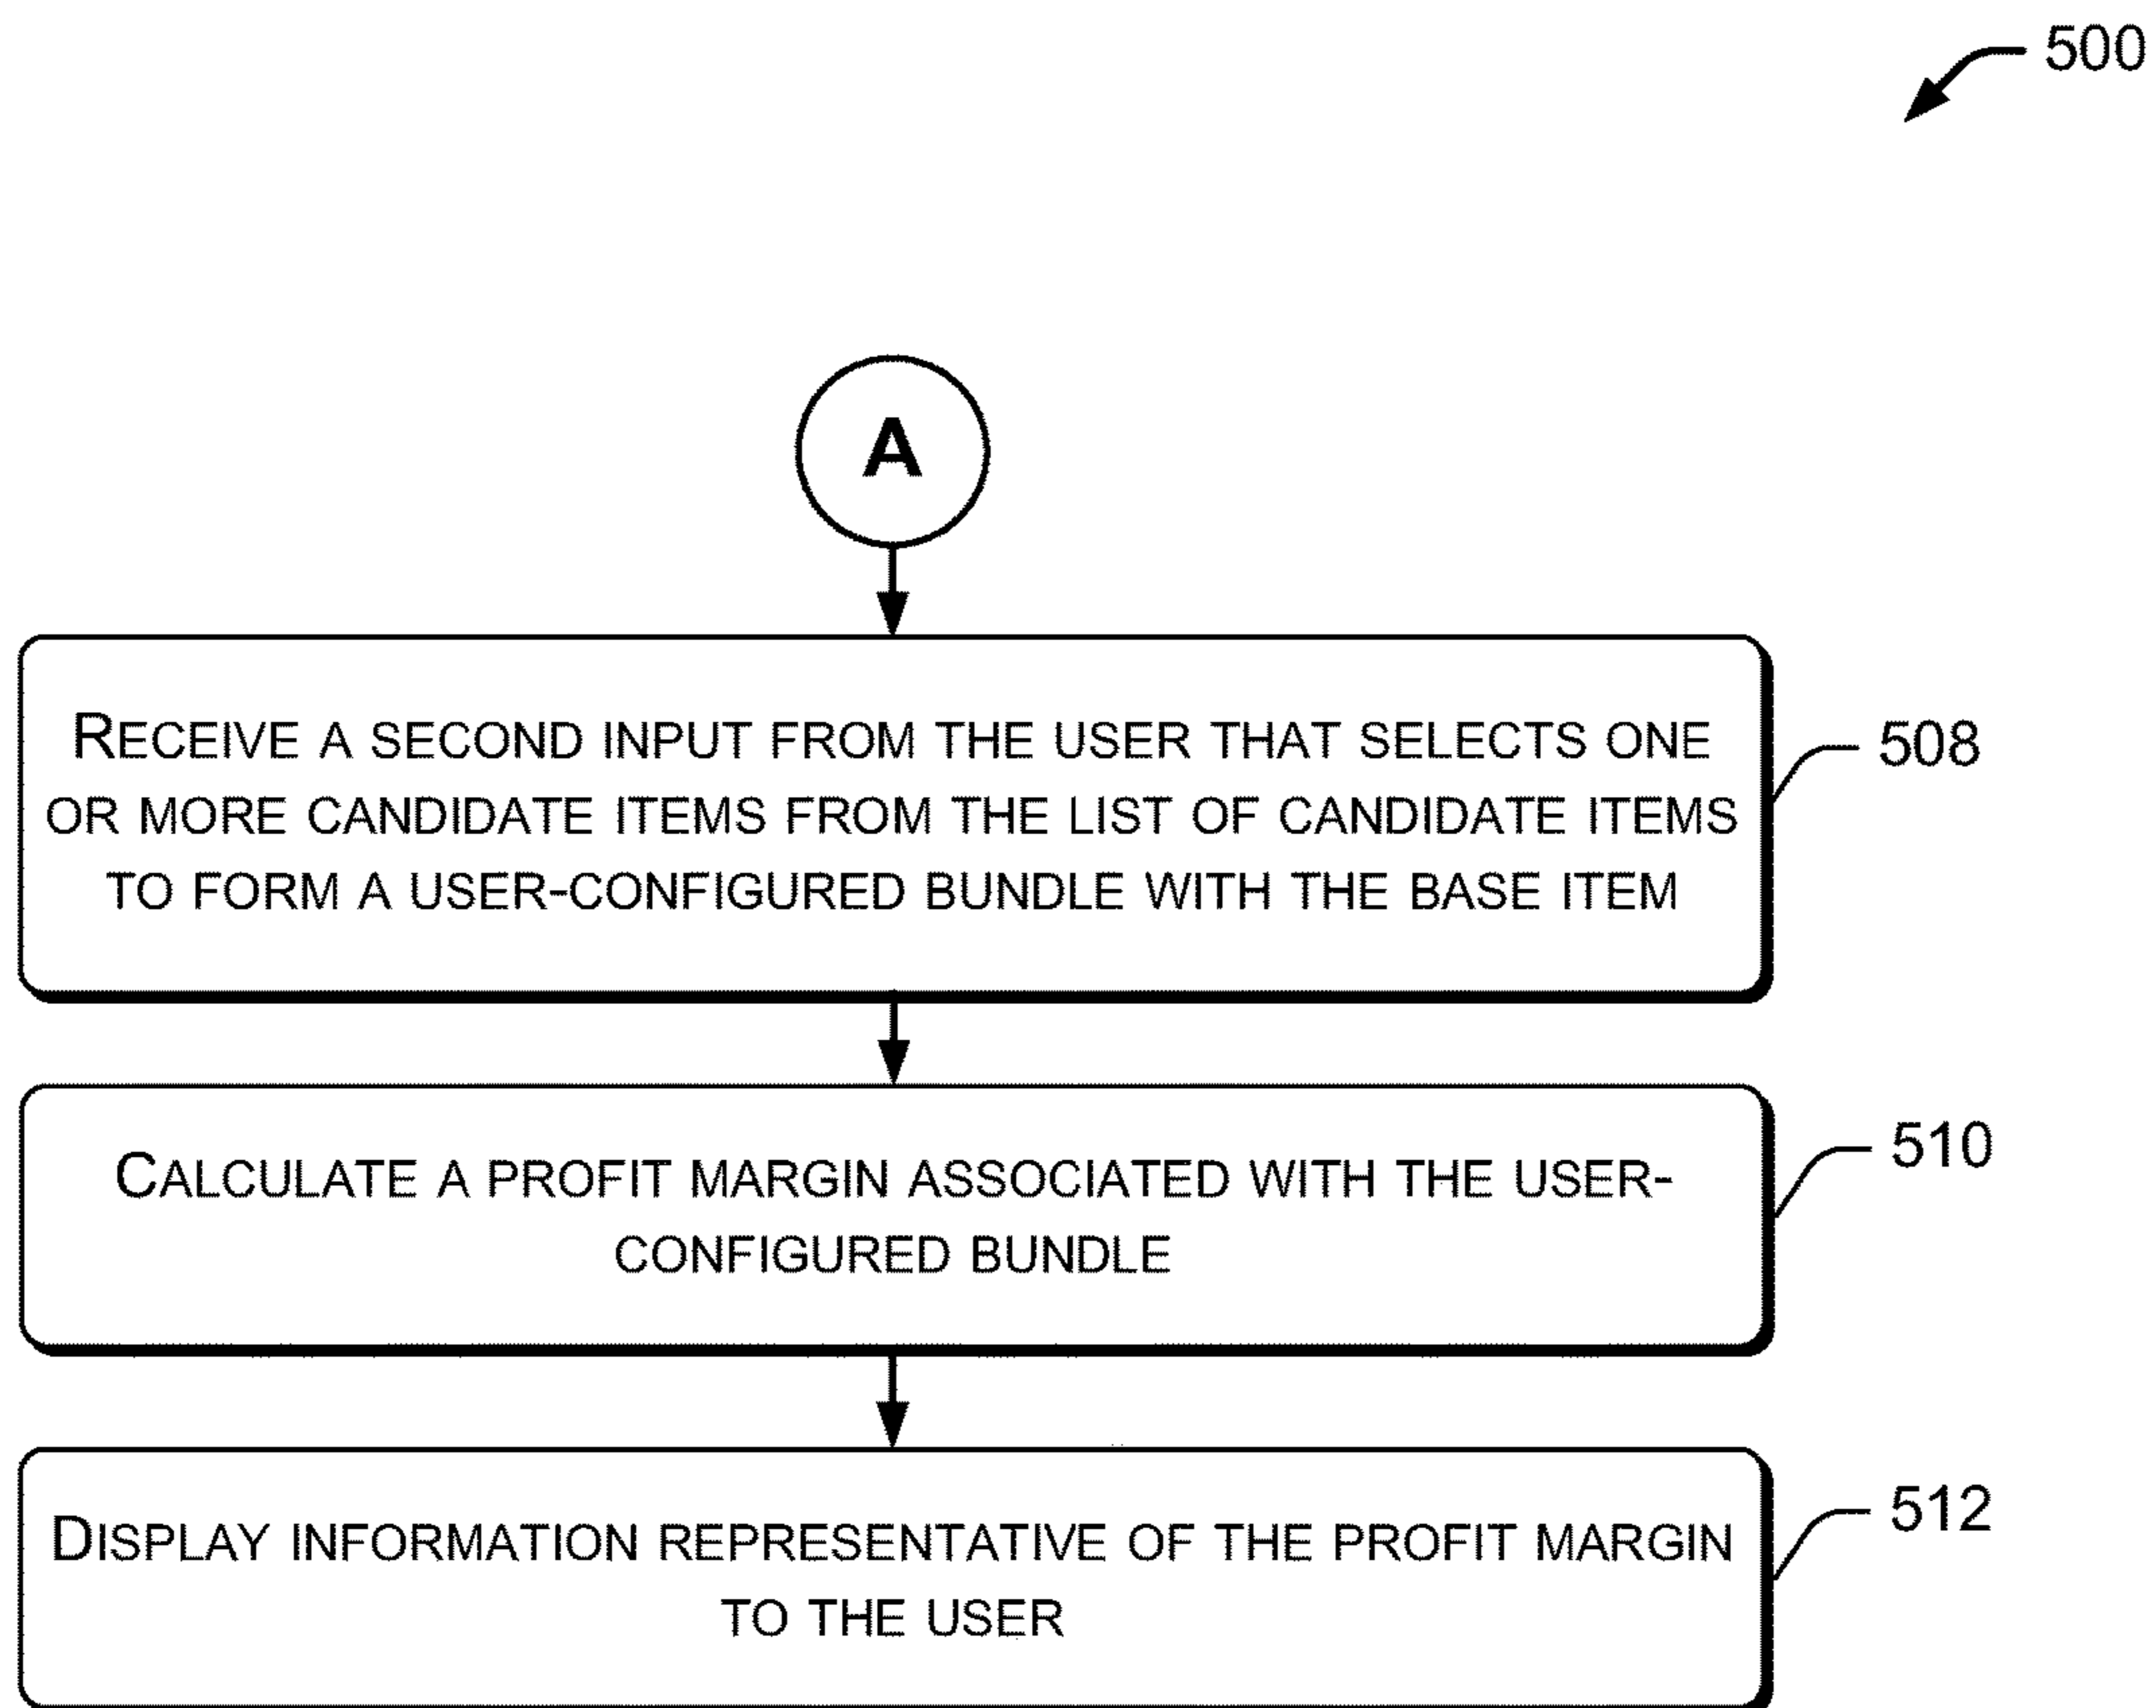 500
A
RECEIVE A SECOND INPUT FROM THE USER THAT SELECTS ONE
OR MORE CANDIDATE ITEMS FROM THE LIST OF CANDIDATE ITEMS
TO FORM A USER-CONFIGURED BUNDLE WITH THE BASE ITEM
508
CALCULATE A PROFIT MARGIN ASSOCIATED WITH THE USER-
CONFIGURED BUNDLE
510
DISPLAY INFORMATION REPRESENTATIVE OF THE PROFIT MARGIN
TO THE USER
512